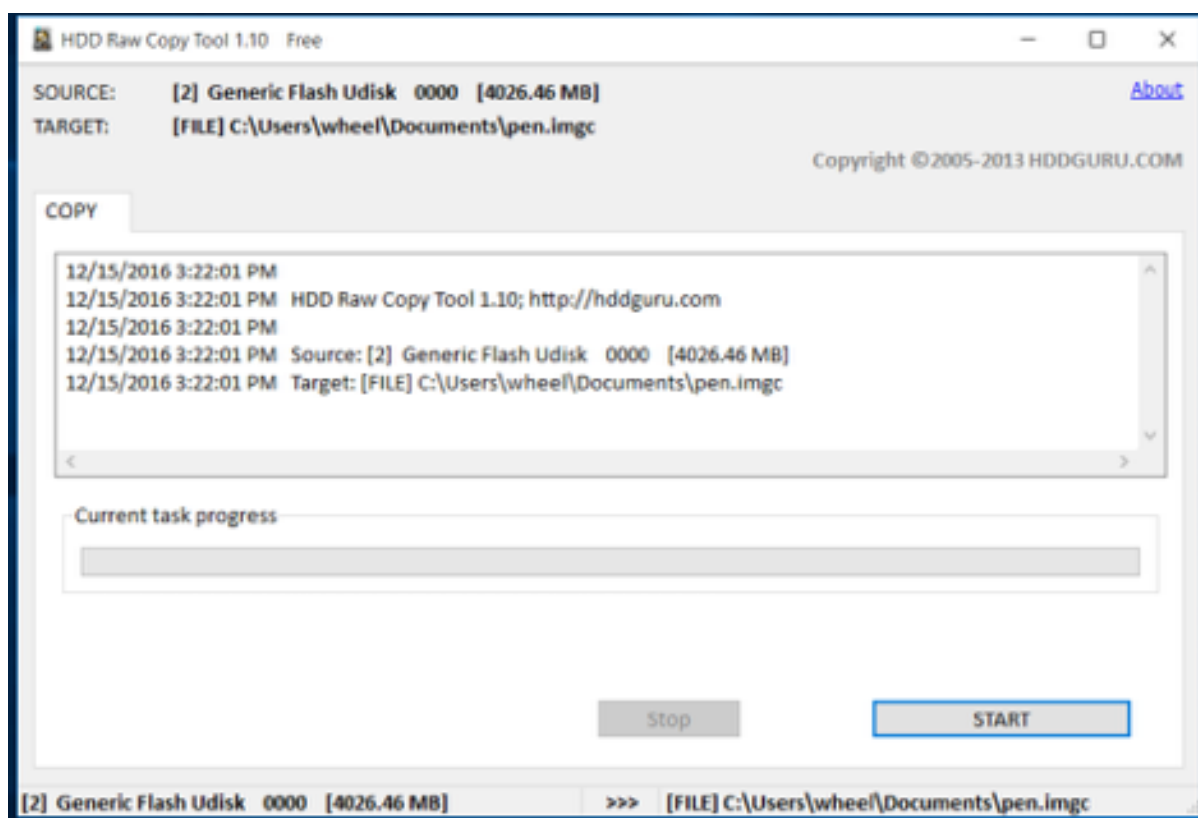 HDD Raw Copy Tool 1.10 Free
SOURCE: [2] Generic Flash Udisk 0000 [4026.46 MB]
About
TARGET: [FILE] C:\Users\wheel\Documents\pen.imgc
Copyright ©2005-2013 HDDGURU.COM
COPY
12/15/2016 3:22:01 PM
12/15/2016 3:22:01 PM HDD Raw Copy Tool 1.10; http://hddguru.com
12/15/2016 3:22:01 PM
12/15/2016 3:22:01 PM Source: [2] Generic Flash Udisk 0000 [4026.46 MB]
12/15/2016 3:22:01 PM Target: [FILE] C:\Users\wheel\Documents\pen.imgc
Current task progress
Stop
START
[2] Generic Flash Udisk 0000 [4026.46 MB] >>> [FILE] C:\Users\wheel\Documents\pen.imgc